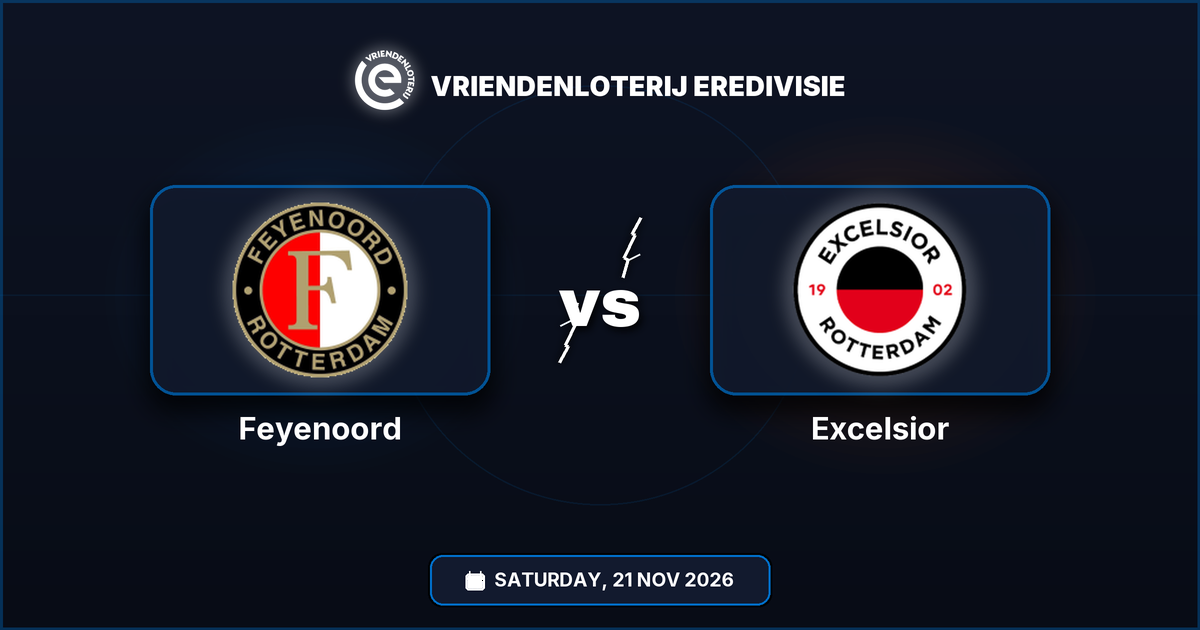 VRIENDENLOTERIJ
VRIENDENLOTERIJ EREDIVISIE
FEYENOORD
F
ROTTERDAM
VS
EXCELSIOR
19 02
ROTTERDAM
Feyenoord
Excelsior
SATURDAY, 21 NOV 2026